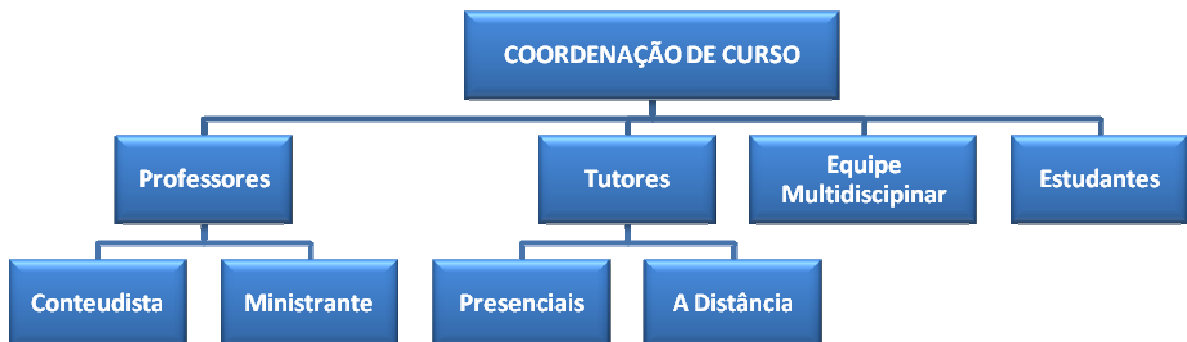 COORDENAÇÃO DE CURSO
Professores
Tutores
Equipe
Multidiscipinar
Estudantes
Conteudista
Ministrante
Presenciais
A Distância